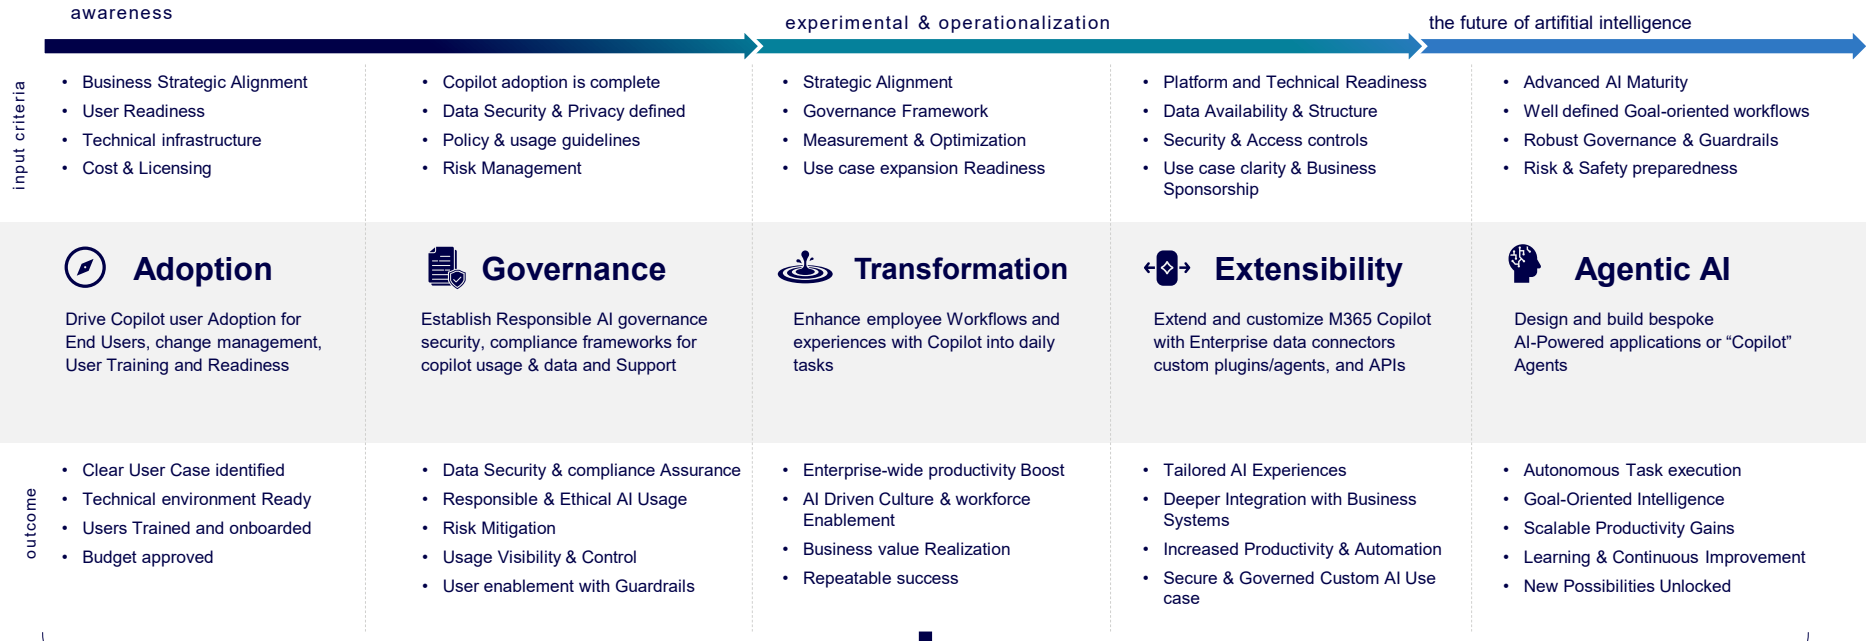 awareness
experimental & operationalization
the future of artifitial intelligence
input criteria
• Business Strategic Alignment
• User Readiness
• Technical infrastructure
• Cost & Licensing
• Copilot adoption is complete
• Data Security & Privacy defined
• Policy & usage guidelines
• Risk Management
• Strategic Alignment
• Governance Framework
• Measurement & Optimization
• Use case expansion Readiness
• Platform and Technical Readiness
• Data Availability & Structure
• Security & Access controls
• Use case clarity & Business
Sponsorship
• Advanced AI Maturity
• Well defined Goal-oriented workflows
• Robust Governance & Guardrails
• Risk & Safety preparedness
Adoption
Drive Copilot user Adoption for
End Users, change management,
User Training and Readiness
Governance
Establish Responsible AI governance
security, compliance frameworks for
copilot usage & data and Support
Transformation
Enhance employee Workflows and
experiences with Copilot into daily
tasks
Extensibility
Extend and customize M365 Copilot
with Enterprise data connectors
custom plugins/agents, and APIs
Agentic AI
Design and build bespoke
AI-Powered applications or “Copilot”
Agents
outcome
• Clear User Case identified
• Technical environment Ready
• Users Trained and onboarded
• Budget approved
• Data Security & compliance Assurance
• Responsible & Ethical AI Usage
• Risk Mitigation
• Usage Visibility & Control
• User enablement with Guardrails
• Enterprise-wide productivity Boost
• AI Driven Culture & workforce
Enablement
• Business value Realization
• Repeatable success
• Tailored AI Experiences
• Deeper Integration with Business
Systems
• Increased Productivity & Automation
• Secure & Governed Custom AI Use
case
• Autonomous Task execution
• Goal-Oriented Intelligence
• Scalable Productivity Gains
• Learning & Continuous Improvement
• New Possibilities Unlocked